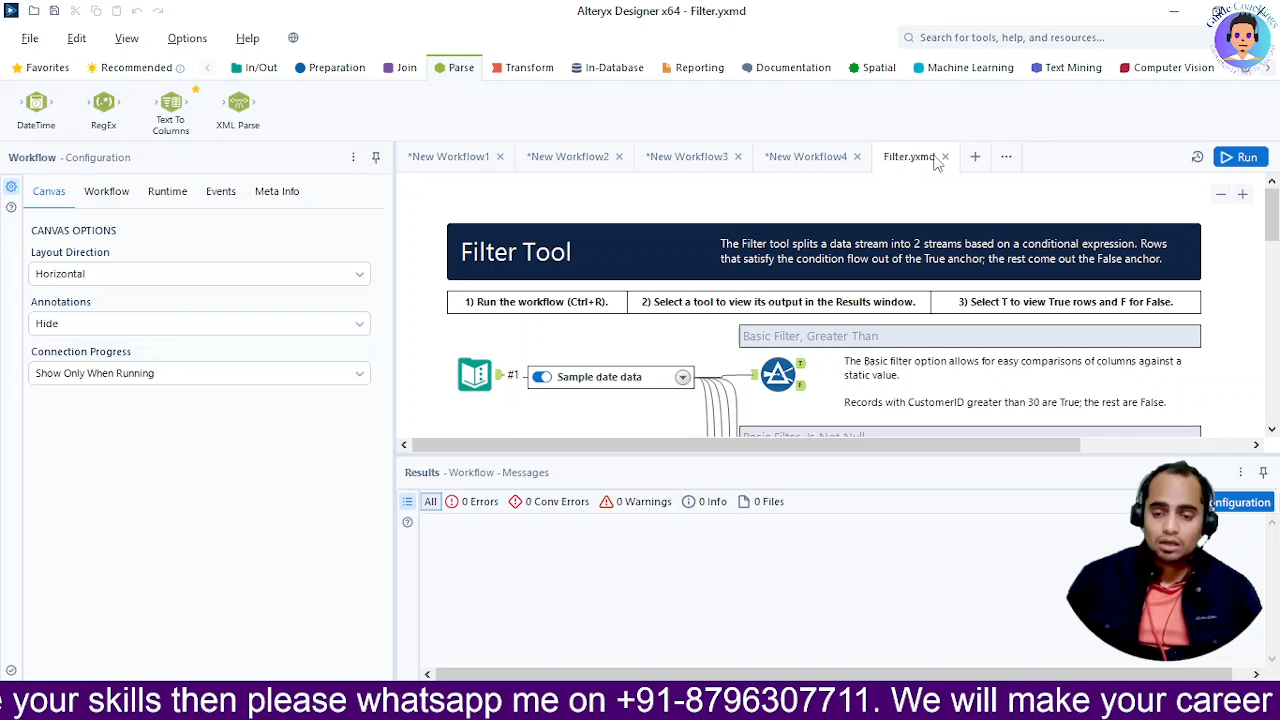 Alteryx Designer x64 - Filter.yxmd
File Edit View Options Help
Search for tools, help, and resources...
Favorites Recommended In/Out Preparation Join Parse Transform In-Database Reporting Documentation Spatial Machine Learning Text Mining Computer Vision
DateTime RegEx Text To Columns XML Parse
Workflow - Configuration
*New Workflow1 *New Workflow2 *New Workflow3 *New Workflow4 Filter.yxmd
Run
Canvas Workflow Runtime Events Meta Info
CANVAS OPTIONS
Layout Direction
Horizontal
Annotations
Hide
Connection Progress
Show Only When Running
Filter Tool
The Filter tool splits a data stream into 2 streams based on a conditional expression. Rows
that satisfy the condition flow out of the True anchor; the rest come out the False anchor.
1) Run the workflow (Ctrl+R). 2) Select a tool to view its output in the Results window. 3) Select T to view True rows and F for False.
Basic Filter, Greater Than
#1 Sample date data
T
F
The Basic filter option allows for easy comparisons of columns against a
static value.
Records with CustomerID greater than 30 are True; the rest are False.
Basic Filter, Is Not Null
Results - Workflow - Messages
All 0 Errors 0 Conv Errors 0 Warnings 0 Info 0 Files
onfiguration
e your skills then please whatsapp me on +91-8796307711. We will make your career